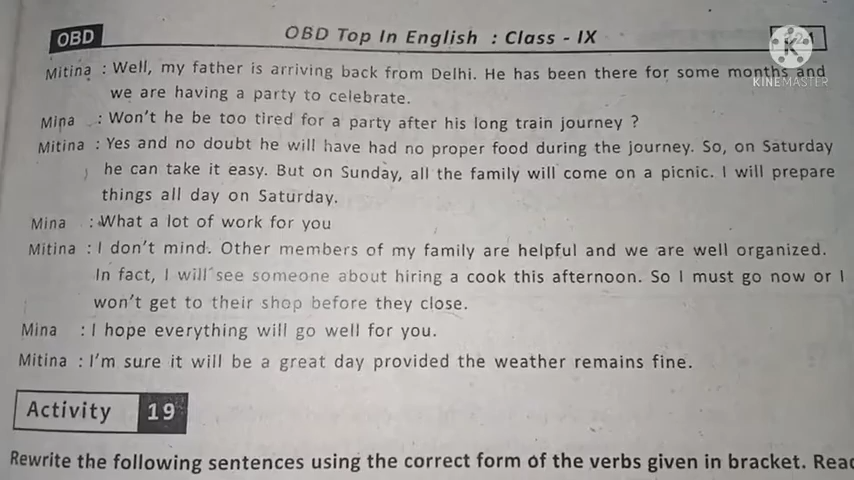 OBD
OBD Top In English : Class - IX
K
KINEMASTER
Mitina : Well, my father is arriving back from Delhi. He has been there for some months and
we are having a party to celebrate.
Mina : Won't he be too tired for a party after his long train journey ?
Mitina : Yes and no doubt he will have had no proper food during the journey. So, on Saturday
he can take it easy. But on Sunday, all the family will come on a picnic. I will prepare
things all day on Saturday.
Mina : What a lot of work for you
Mitina : I don't mind. Other members of my family are helpful and we are well organized.
In fact, I will see someone about hiring a cook this afternoon. So I must go now or I
won't get to their shop before they close.
Mina : I hope everything will go well for you.
Mitina : I'm sure it will be a great day provided the weather remains fine.
Activity 19
Rewrite the following sentences using the correct form of the verbs given in bracket.